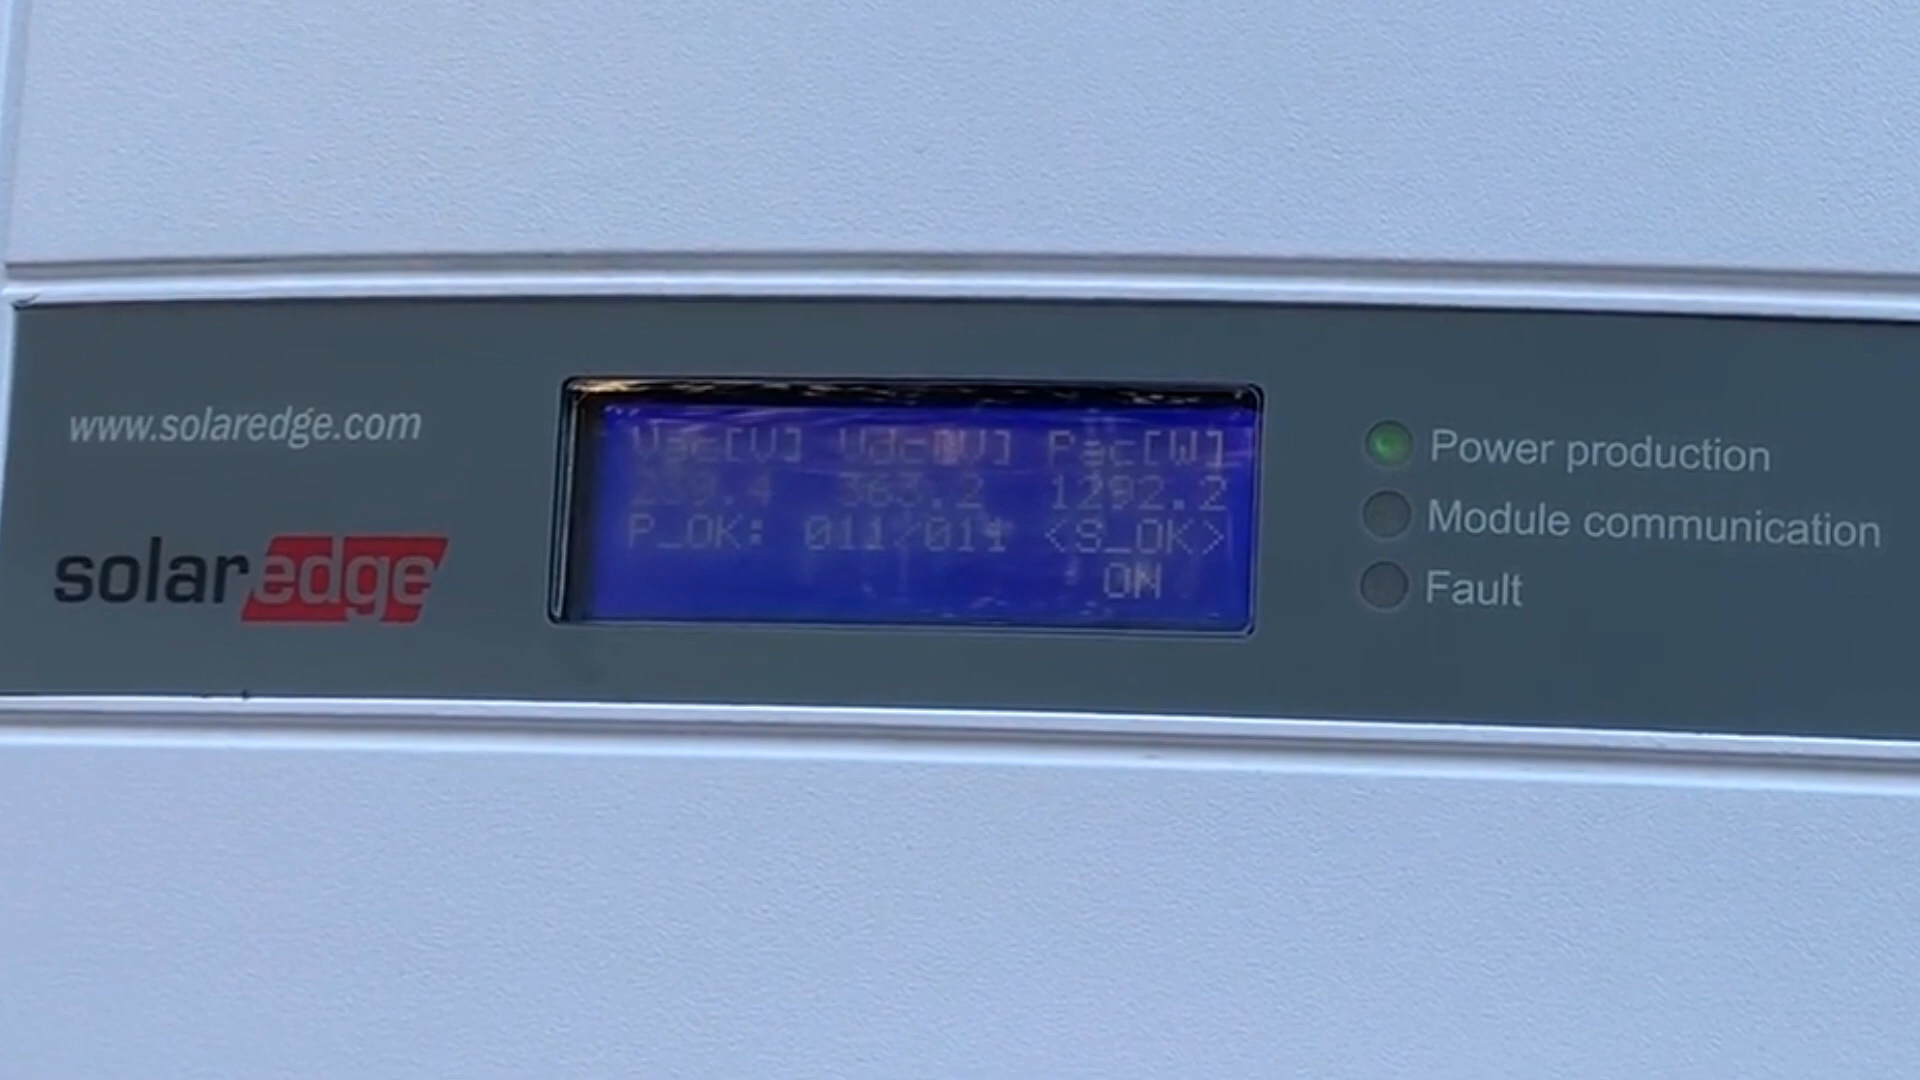 www.solaredge.com
solaredge
Vac[V] Vdc[V] Pac[W]
239.4 363.2 1292.2
P_OK: 011/011 <S_OK>
ON
Power production
Module communication
Fault